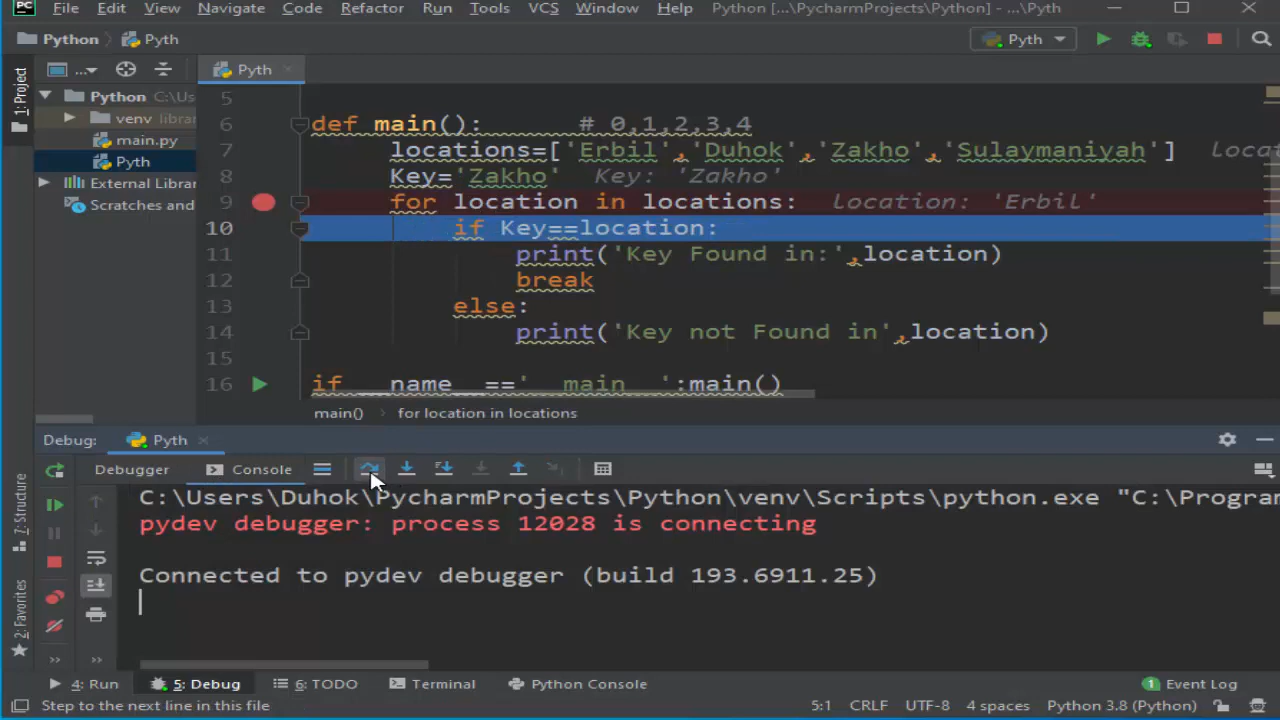 PC File Edit View Navigate Code Refactor Run Tools VCS Window Help Python [...\PycharmProjects\Python] - ...\Pyth
Python Pyth Pyth
1: Project
... Pyth
Python C:\Us
venv libra
main.py
Pyth
External Librar
Scratches and
5
6 def main(): # 0,1,2,3,4
7 locations=['Erbil','Duhok','Zakho','Sulaymaniyah'] locat
8 Key='Zakho' Key: 'Zakho'
9 for location in locations: location: 'Erbil'
10 if Key==location:
11 print('Key Found in:',location)
12 break
13 else:
14 print('Key not Found in',location)
15
16 if __name__=='__main__':main()
main() for location in locations
Debug: Pyth
Debugger Console
C:\Users\Duhok\PycharmProjects\Python\venv\Scripts\python.exe "C:\Program
pydev debugger: process 12028 is connecting
Connected to pydev debugger (build 193.6911.25)
7: Structure
2: Favorites
4: Run 5: Debug 6: TODO Terminal Python Console 1 Event Log
Step to the next line in this file 5:1 CRLF UTF-8 4 spaces Python 3.8 (Python)